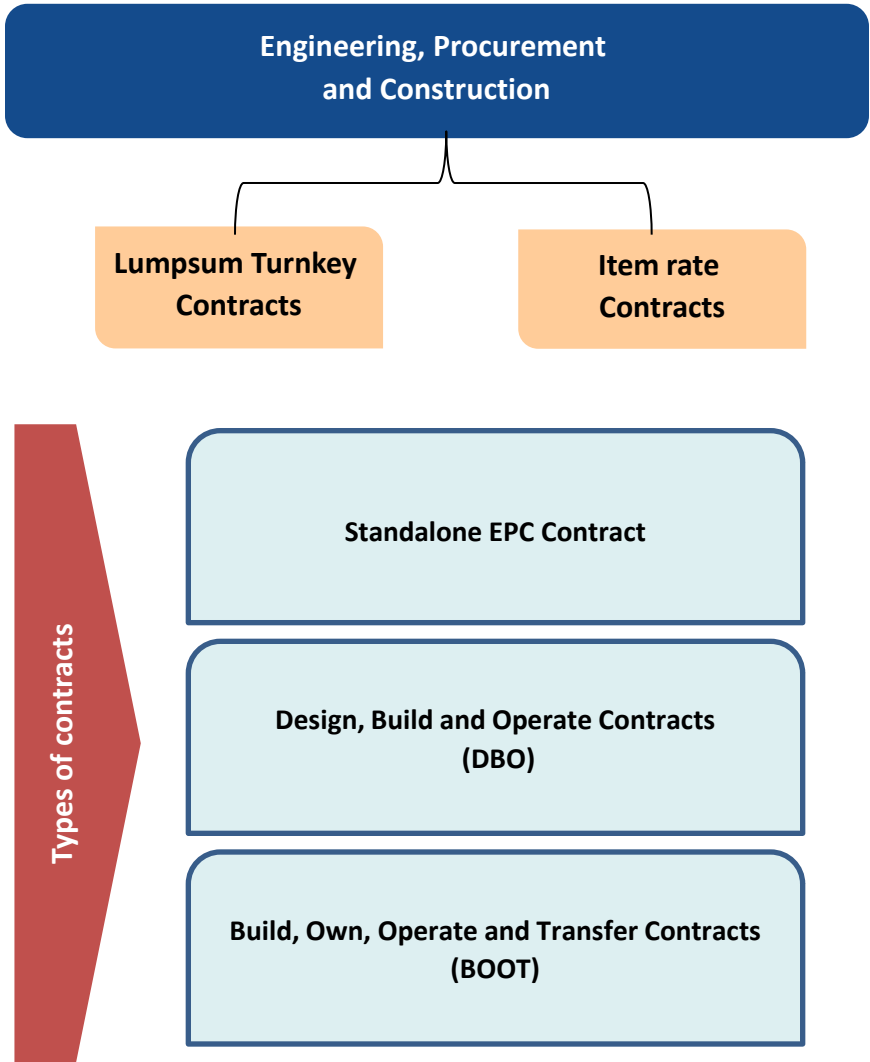 Engineering, Procurement
and Construction
Lumpsum Turnkey
Contracts
Item rate
Contracts
Types of contracts
Standalone EPC Contract
Design, Build and Operate Contracts
(DBO)
Build, Own, Operate and Transfer Contracts
(BOOT)